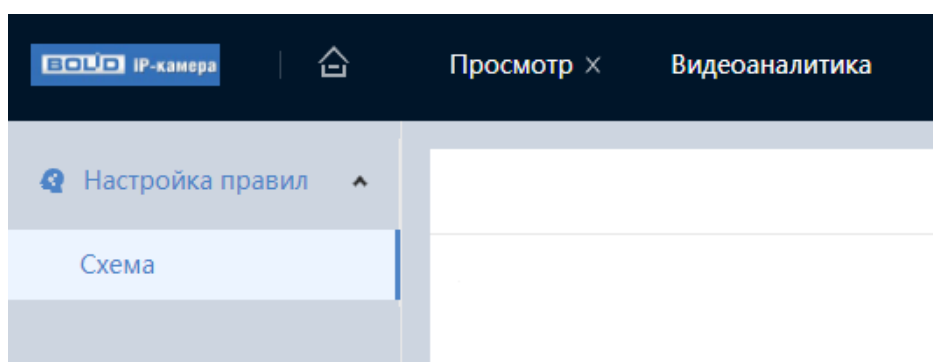 BOLID IP-камера
Просмотр × Видеоаналитика
Настройка правил
Схема